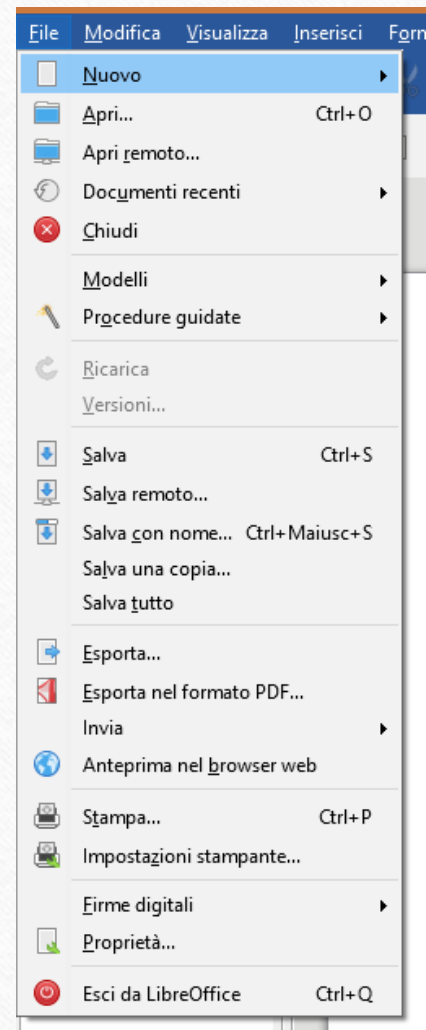 File Modifica Visualizza Inserisci Forn
Nuovo
Apri... Ctrl+O
Apri remoto...
Documenti recenti
Chiudi
Modelli
Procedure guidate
Ricarica
Versioni...
Salva Ctrl+S
Salva remoto...
Salva con nome... Ctrl+Maiusc+S
Salva una copia...
Salva tutto
Esporta...
Esporta nel formato PDF...
Invia
Anteprima nel browser web
Stampa... Ctrl+P
Impostazioni stampante...
Firme digitali
Proprietà...
Esci da LibreOffice Ctrl+Q